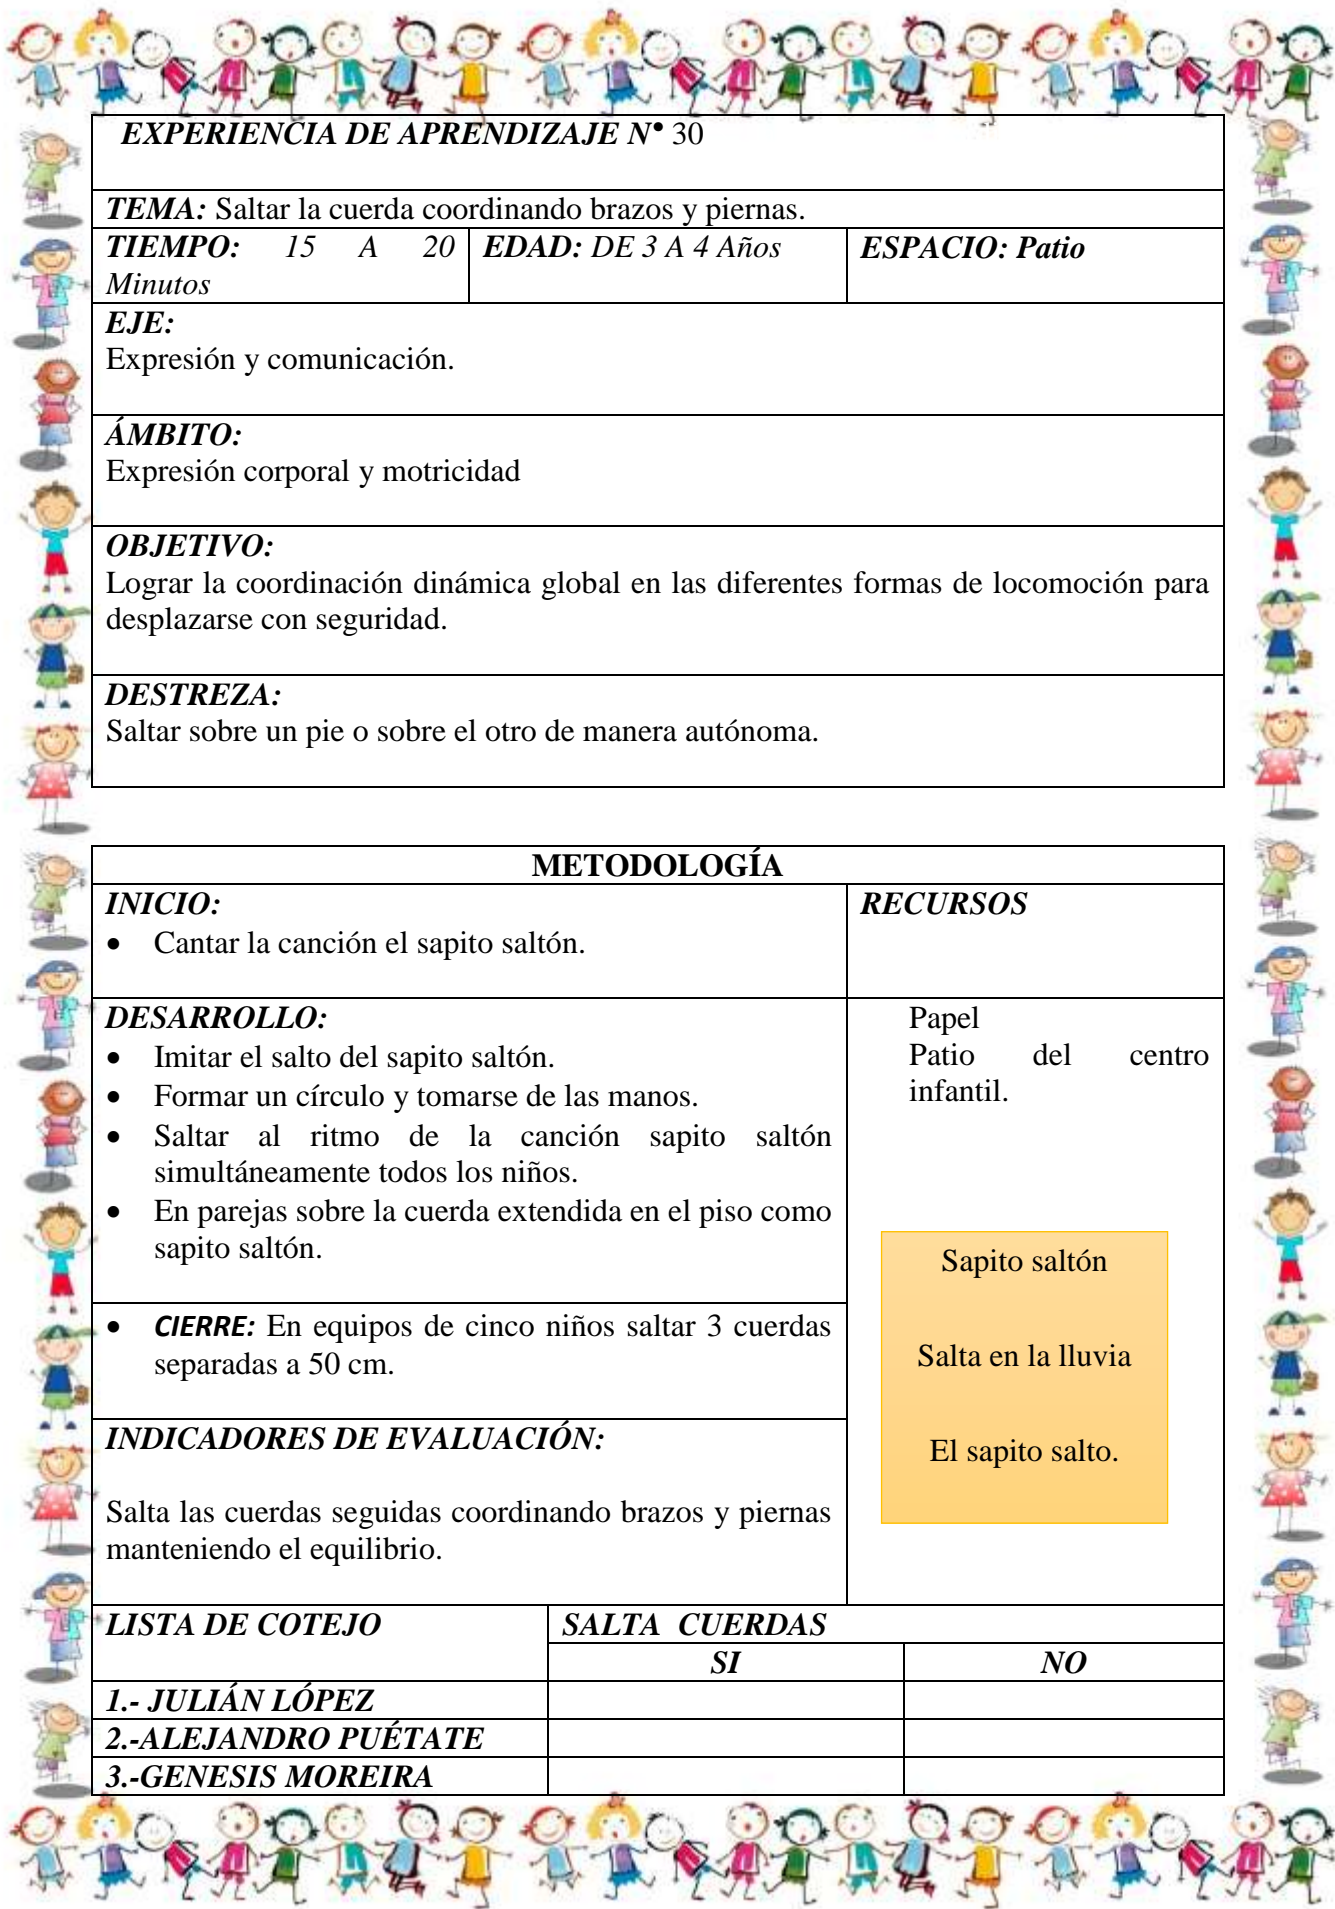 EXPERIENCIA DE APRENDIZAJE N• 30
TEMA: Saltar la cuerda coordinando brazos y piernas.
TIEMPO: 15 A 20
Minutos
EDAD: DE 3 A 4 Años
ESPACIO: Patio
EJE:
Expresión y comunicación.
ÁMBITO:
Expresión corporal y motricidad
OBJETIVO:
Lograr la coordinación dinámica global en las diferentes formas de locomoción para
desplazarse con seguridad.
DESTREZA:
Saltar sobre un pie o sobre el otro de manera autónoma.
METODOLOGÍA
INICIO:
• Cantar la canción el sapito saltón.
RECURSOS
DESARROLLO:
• Imitar el salto del sapito saltón.
• Formar un círculo y tomarse de las manos.
• Saltar al ritmo de la canción sapito saltón
simultáneamente todos los niños.
• En parejas sobre la cuerda extendida en el piso como
sapito saltón.
Papel
Patio del centro
infantil.
Sapito saltón
Salta en la lluvia
El sapito salto.
• CIERRE: En equipos de cinco niños saltar 3 cuerdas
separadas a 50 cm.
INDICADORES DE EVALUACIÓN:
Salta las cuerdas seguidas coordinando brazos y piernas
manteniendo el equilibrio.
LISTA DE COTEJO
SALTA CUERDAS
SI
NO
1.- JULIÁN LÓPEZ
2.-ALEJANDRO PUÉTATE
3.-GENESIS MOREIRA